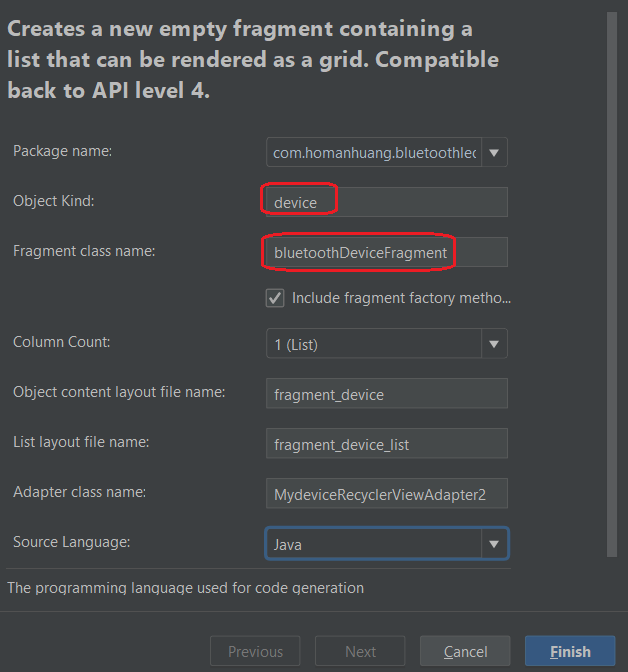 Creates a new empty fragment containing a
list that can be rendered as a grid. Compatible
back to API level 4.
Package name: com.homanhuang.bluetoothlec
Object Kind: device
Fragment class name: bluetoothDeviceFragment
Include fragment factory metho...
Column Count: 1 (List)
Object content layout file name: fragment_device
List layout file name: fragment_device_list
Adapter class name: MydeviceRecyclerViewAdapter2
Source Language: Java
The programming language used for code generation
Previous Next Cancel Finish